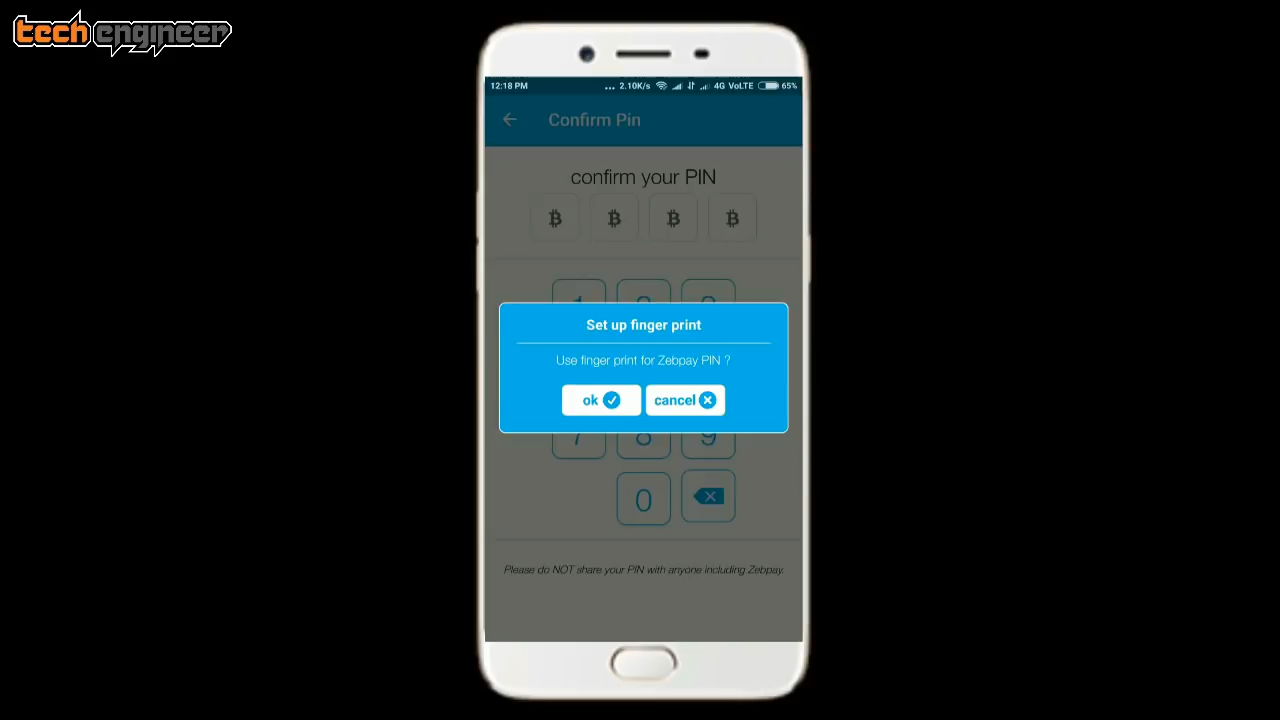 tech engineer
12:18 PM ... 2.10K/s 4G VoLTE 65%
Confirm Pin
confirm your PIN
Set up finger print
Use finger print for Zebpay PIN ?
ok cancel
7 8 9
0
Please do NOT share your PIN with anyone including Zebpay.